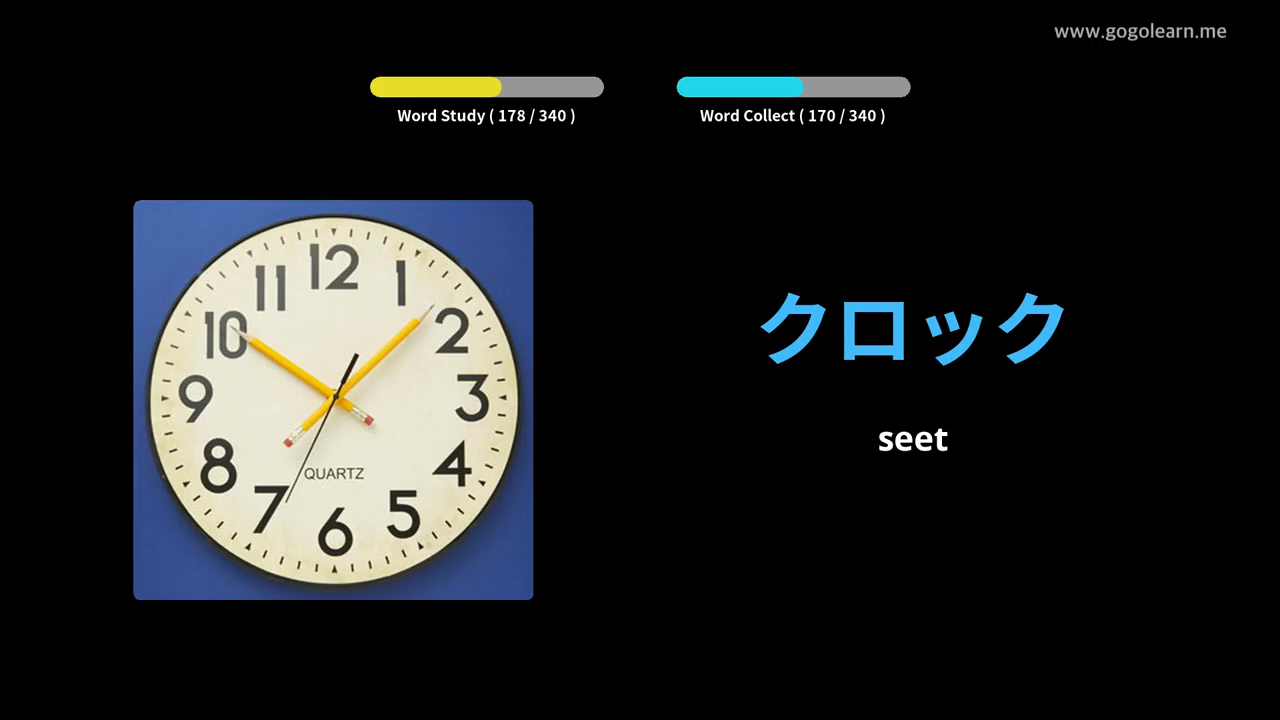 www.gogolearn.me
Word Study ( 178 / 340 )
Word Collect ( 170 / 340 )
12
11
1
10
2
9
3
8
4
QUARTZ
7
5
6
クロック
seet